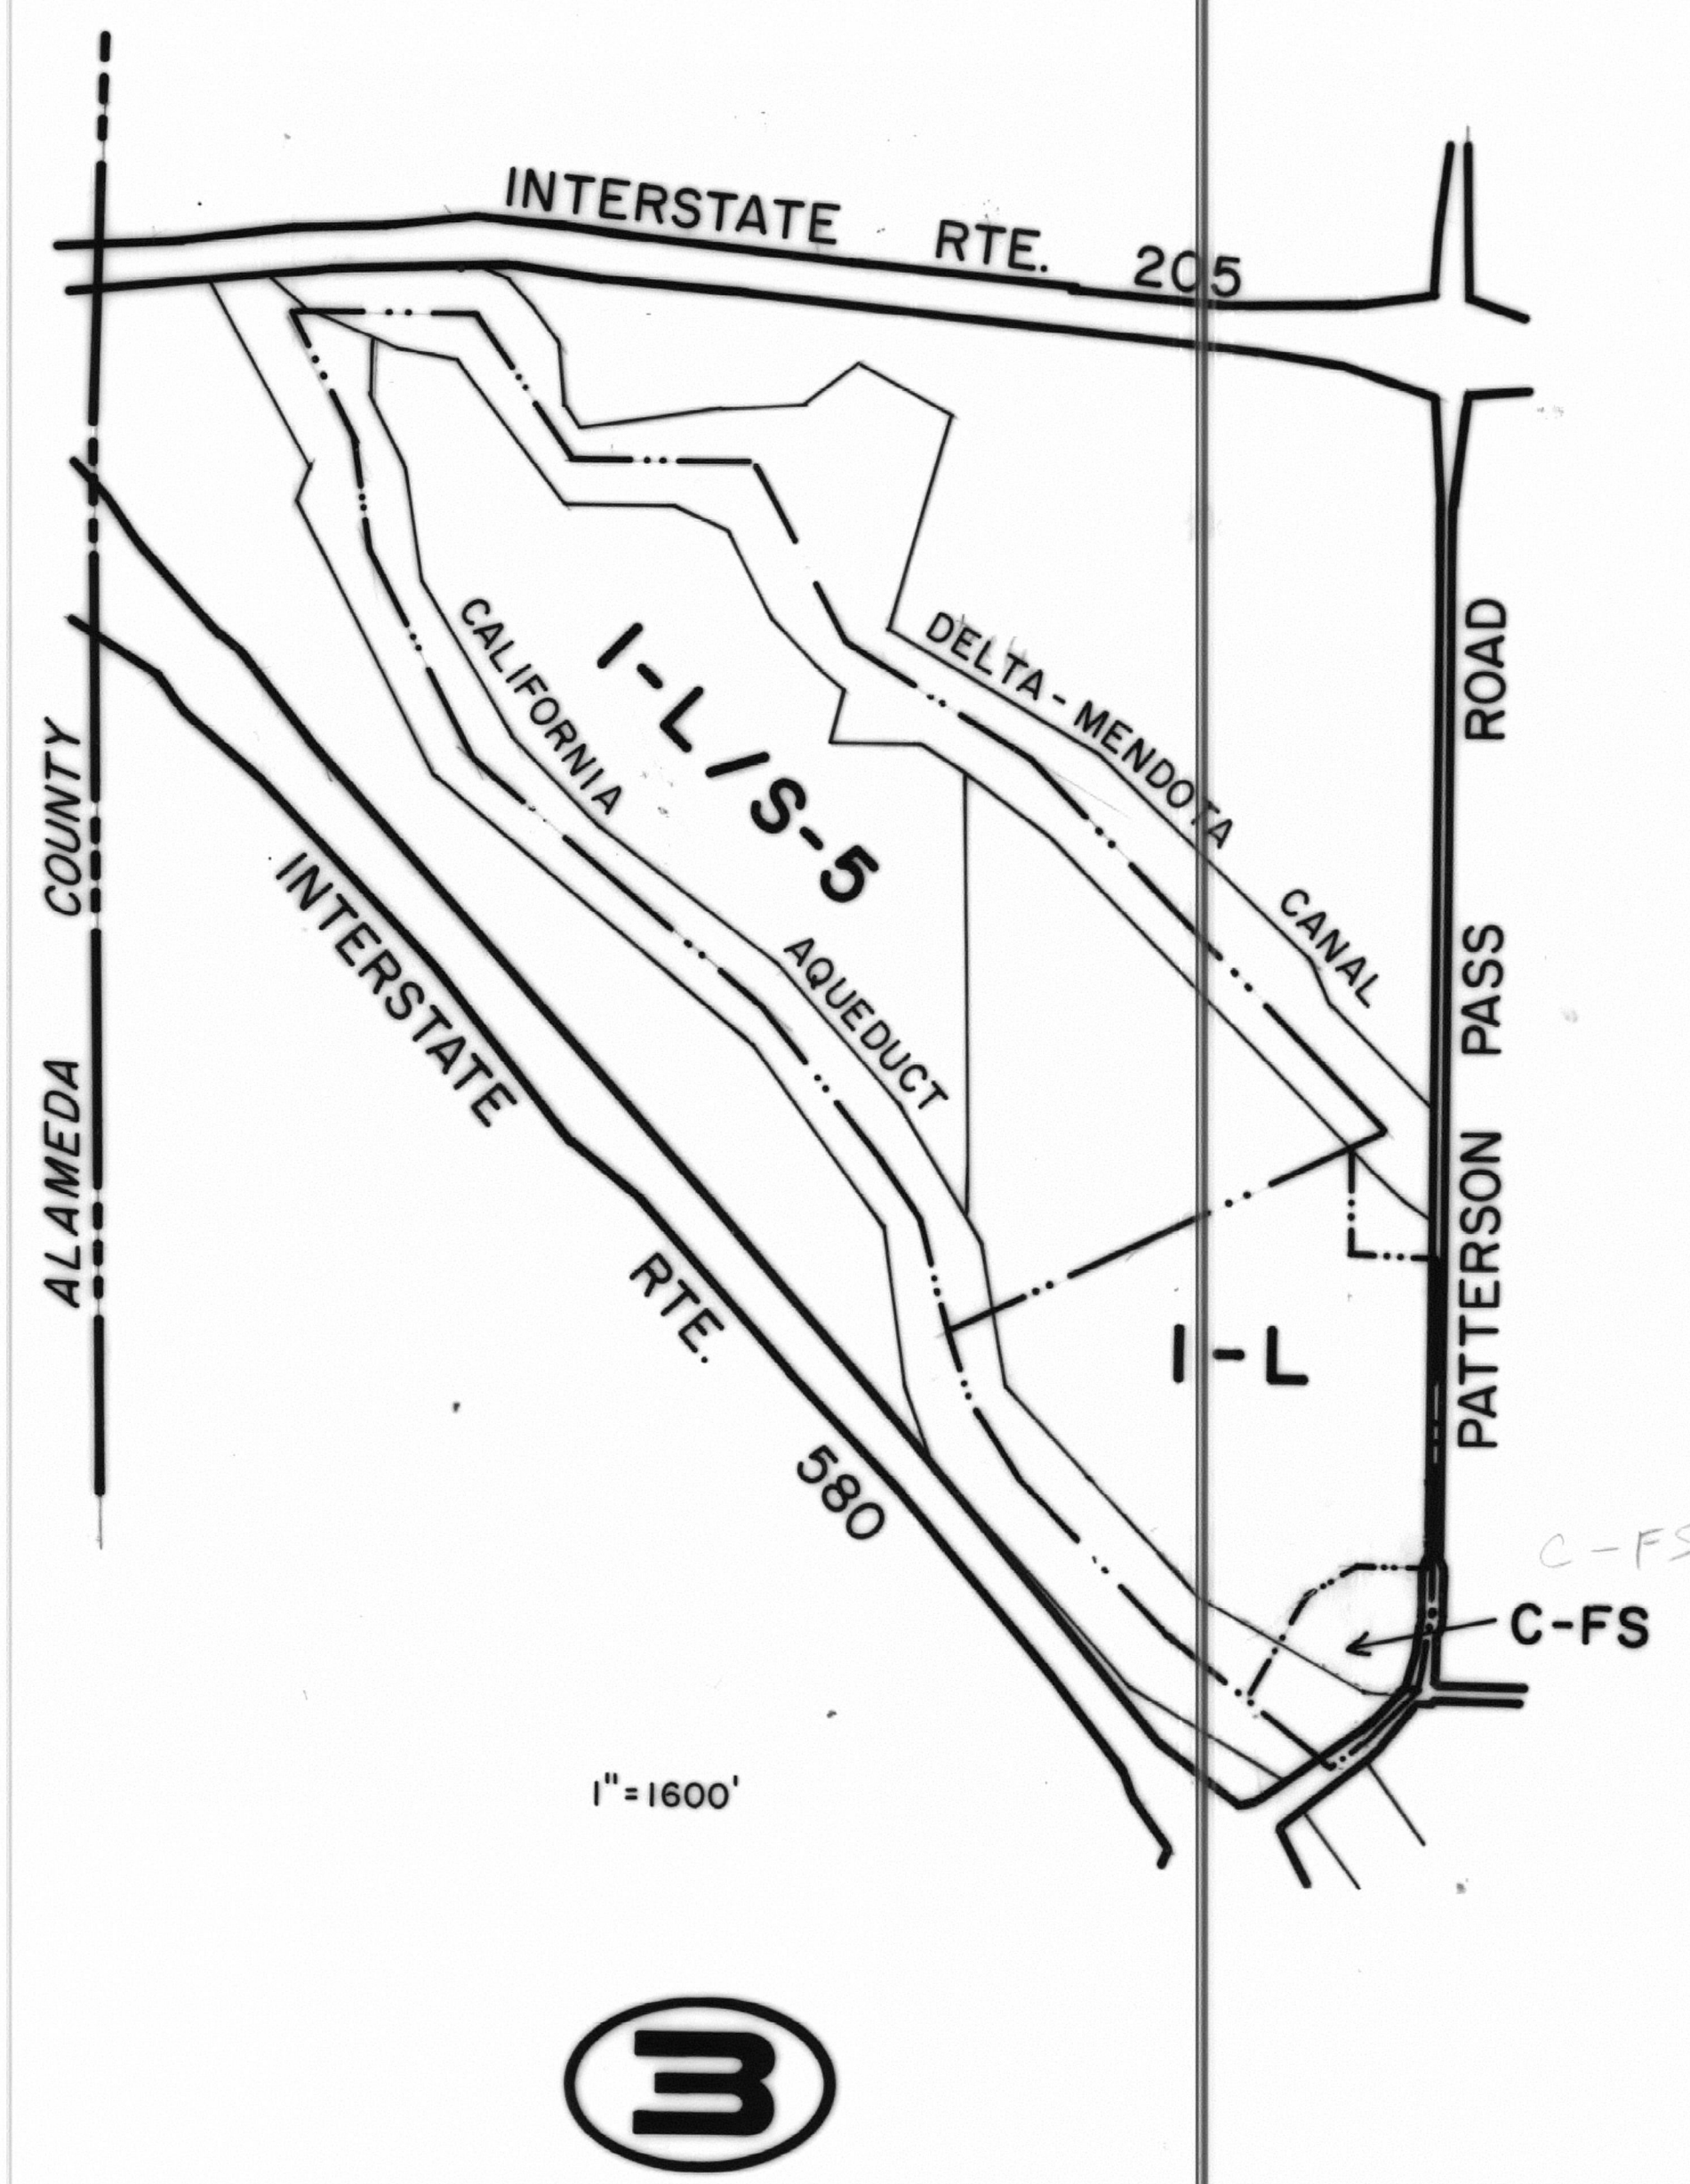 INTERSTATE RTE. 205
CALIFORNIA AQUEDUCT
I-L/S-5
DELTA-MENDOTA CANAL
PATTERSON PASS ROAD
ALAMEDA COUNTY
INTERSTATE RTE. 580
I-L
C-FS
C-FS
1"=1600'
3